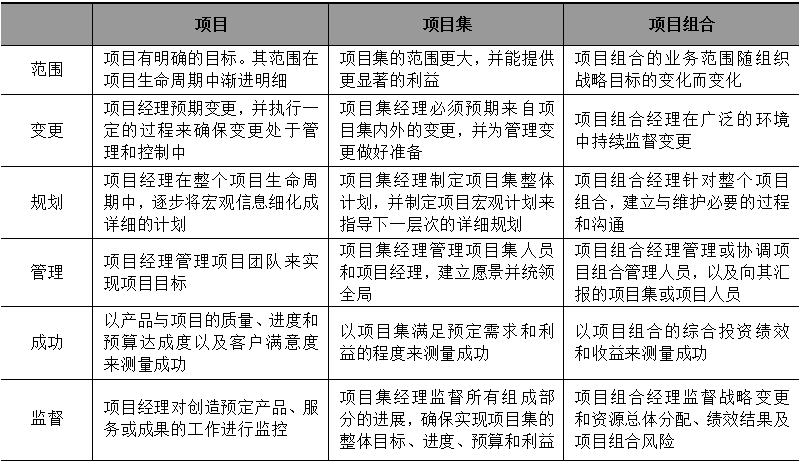 项目 项目集 项目组合
范围
项目有明确的目标。其范围在
项目生命周期中渐进明细
项目集的范围更大，并能提供
更显著的利益
项目组合的业务范围随组织
战略目标的变化而变化
变更
项目经理预期变更，并执行一
定的过程来确保变更处于管
理和控制中
项目集经理必须预期来自项
目集内外的变更，并为管理变
更做好准备
项目组合经理在广泛的环境
中持续监督变更
规划
项目经理在整个项目生命周
期中，逐步将宏观信息细化成
详细的计划
项目集经理制定项目集整体
计划，并制定项目宏观计划来
指导下一层次的详细规划
项目组合经理针对整个项目
组合，建立与维护必要的过程
和沟通
管理
项目经理管理项目团队来实
现项目目标
项目集经理管理项目集人员
和项目经理，建立愿景并统领
全局
项目组合经理管理或协调项
目组合管理人员，以及向其汇
报的项目集或项目人员
成功
以产品与项目的质量、进度和
预算达成度以及客户满意度
来测量成功
以项目集满足预定需求和利
益的程度来测量成功
以项目组合的综合投资绩效
和收益来测量成功
监督
项目经理对创造预定产品、服
务或成果的工作进行监控
项目集经理监督所有组成部
分的进展，确保实现项目集的
整体目标、进度、预算和利益
项目组合经理监督战略变更
和资源总体分配、绩效结果及
项目组合风险